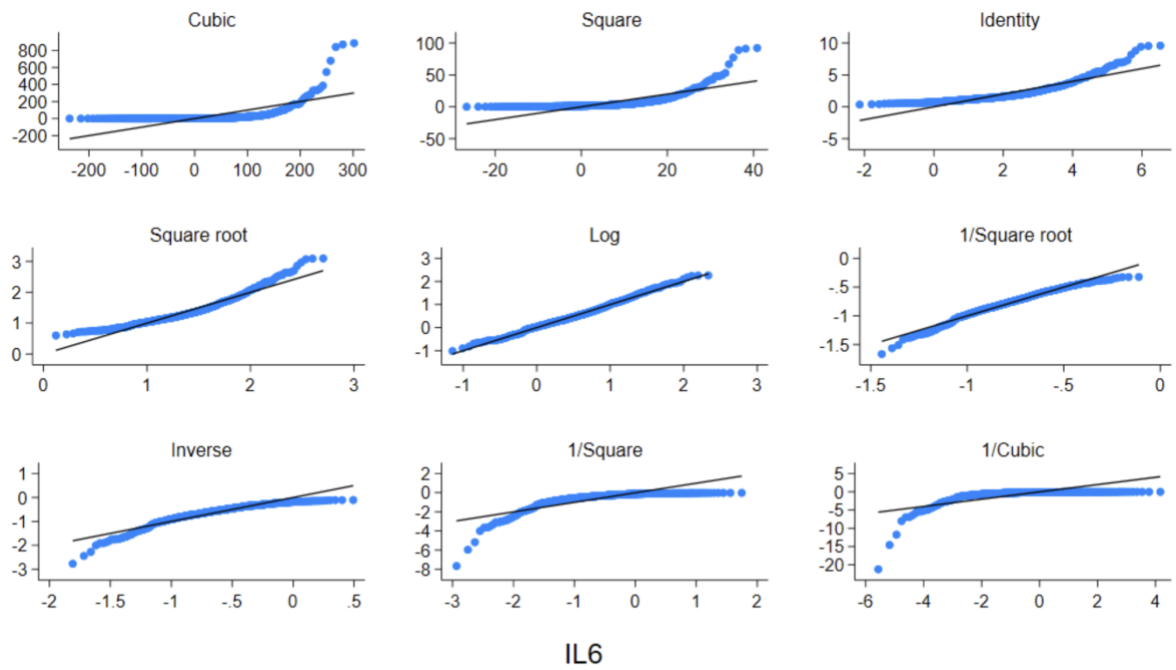 Cubic
Square
Identity
800
600
400
200
0
-200
-200 -100 0 100 200 300
100
50
0
-50
-20 0 20 40
10
5
0
-5
-2 0 2 4 6
Square root
Log
1/Square root
3
2
1
0
0 1 2 3
3
2
1
0
-1
-1 0 1 2 3
0
-.5
-1
-1.5
-1.5 -1 -.5 0
Inverse
1/Square
1/Cubic
1
0
-1
-2
-3
-2 -1.5 -1 -.5 0 .5
2
0
-2
-4
-6
-8
-3 -2 -1 0 1 2
5
0
-5
-10
-15
-20
-6 -4 -2 0 2 4
IL6